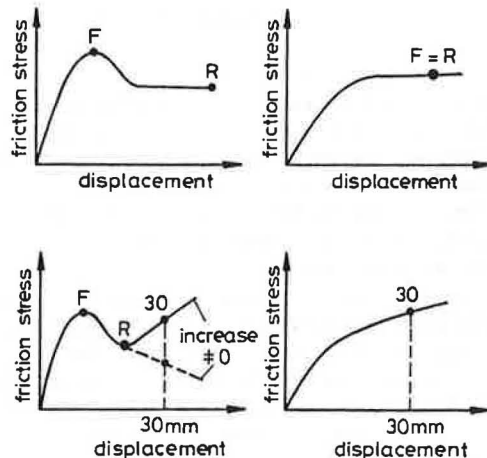 friction stress
F
R
displacement
friction stress
F = R
displacement
friction stress
F
R
30
increase
≠0
30mm
displacement
friction stress
30
30mm
displacement